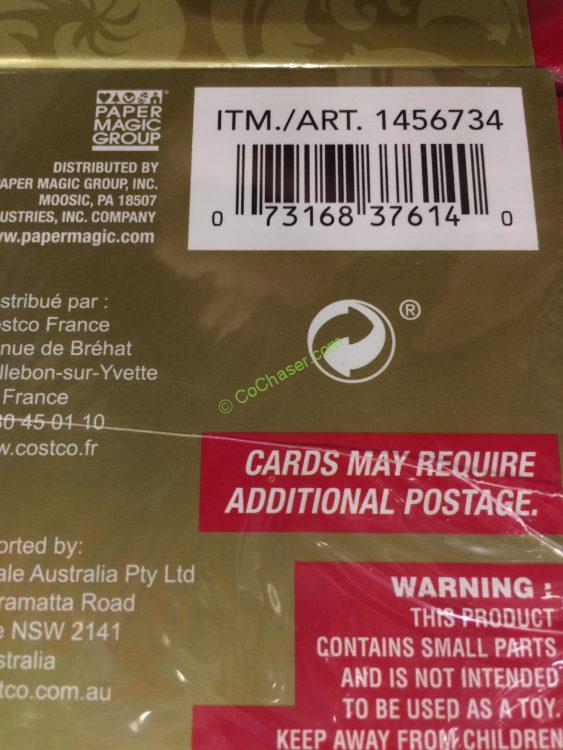 PAPER
MAGIC
GROUP
DISTRIBUTED BY
PAPER MAGIC GROUP, INC.
MOOSIC, PA 18507
USTRIES, INC. COMPANY
www.papermagic.com
ITM./ART. 1456734
0 73168 37614 0
®
© CoChaser.com
stribué par :
stco France
nue de Bréhat
llebon-sur-Yvette
France
30 45 01 10
w.costco.fr
CARDS MAY REQUIRE
ADDITIONAL POSTAGE.
orted by:
ale Australia Pty Ltd
ramatta Road
e NSW 2141
stralia
tco.com.au
WARNING :
THIS PRODUCT
CONTAINS SMALL PARTS
AND IS NOT INTENDED
TO BE USED AS A TOY.
KEEP AWAY FROM CHILDREN